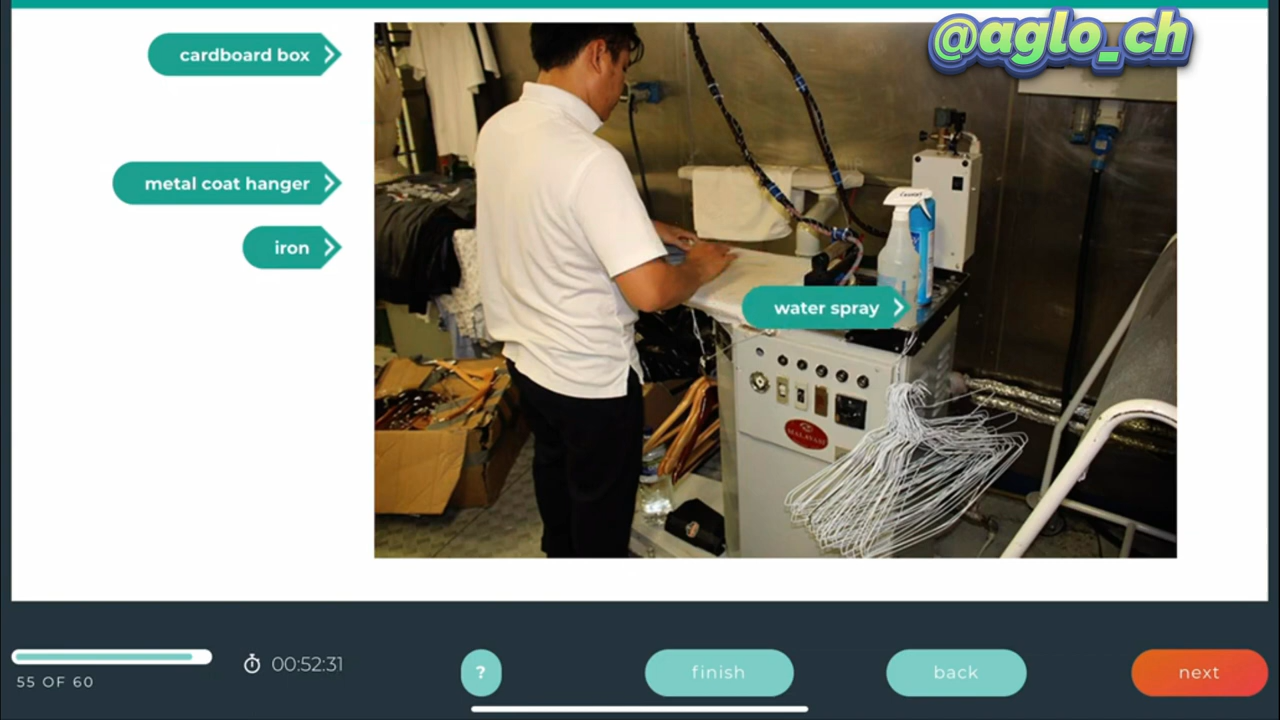 @aglo_ch
cardboard box
metal coat hanger
iron
water spray
55 OF 60
00:52:31
?
finish
back
next